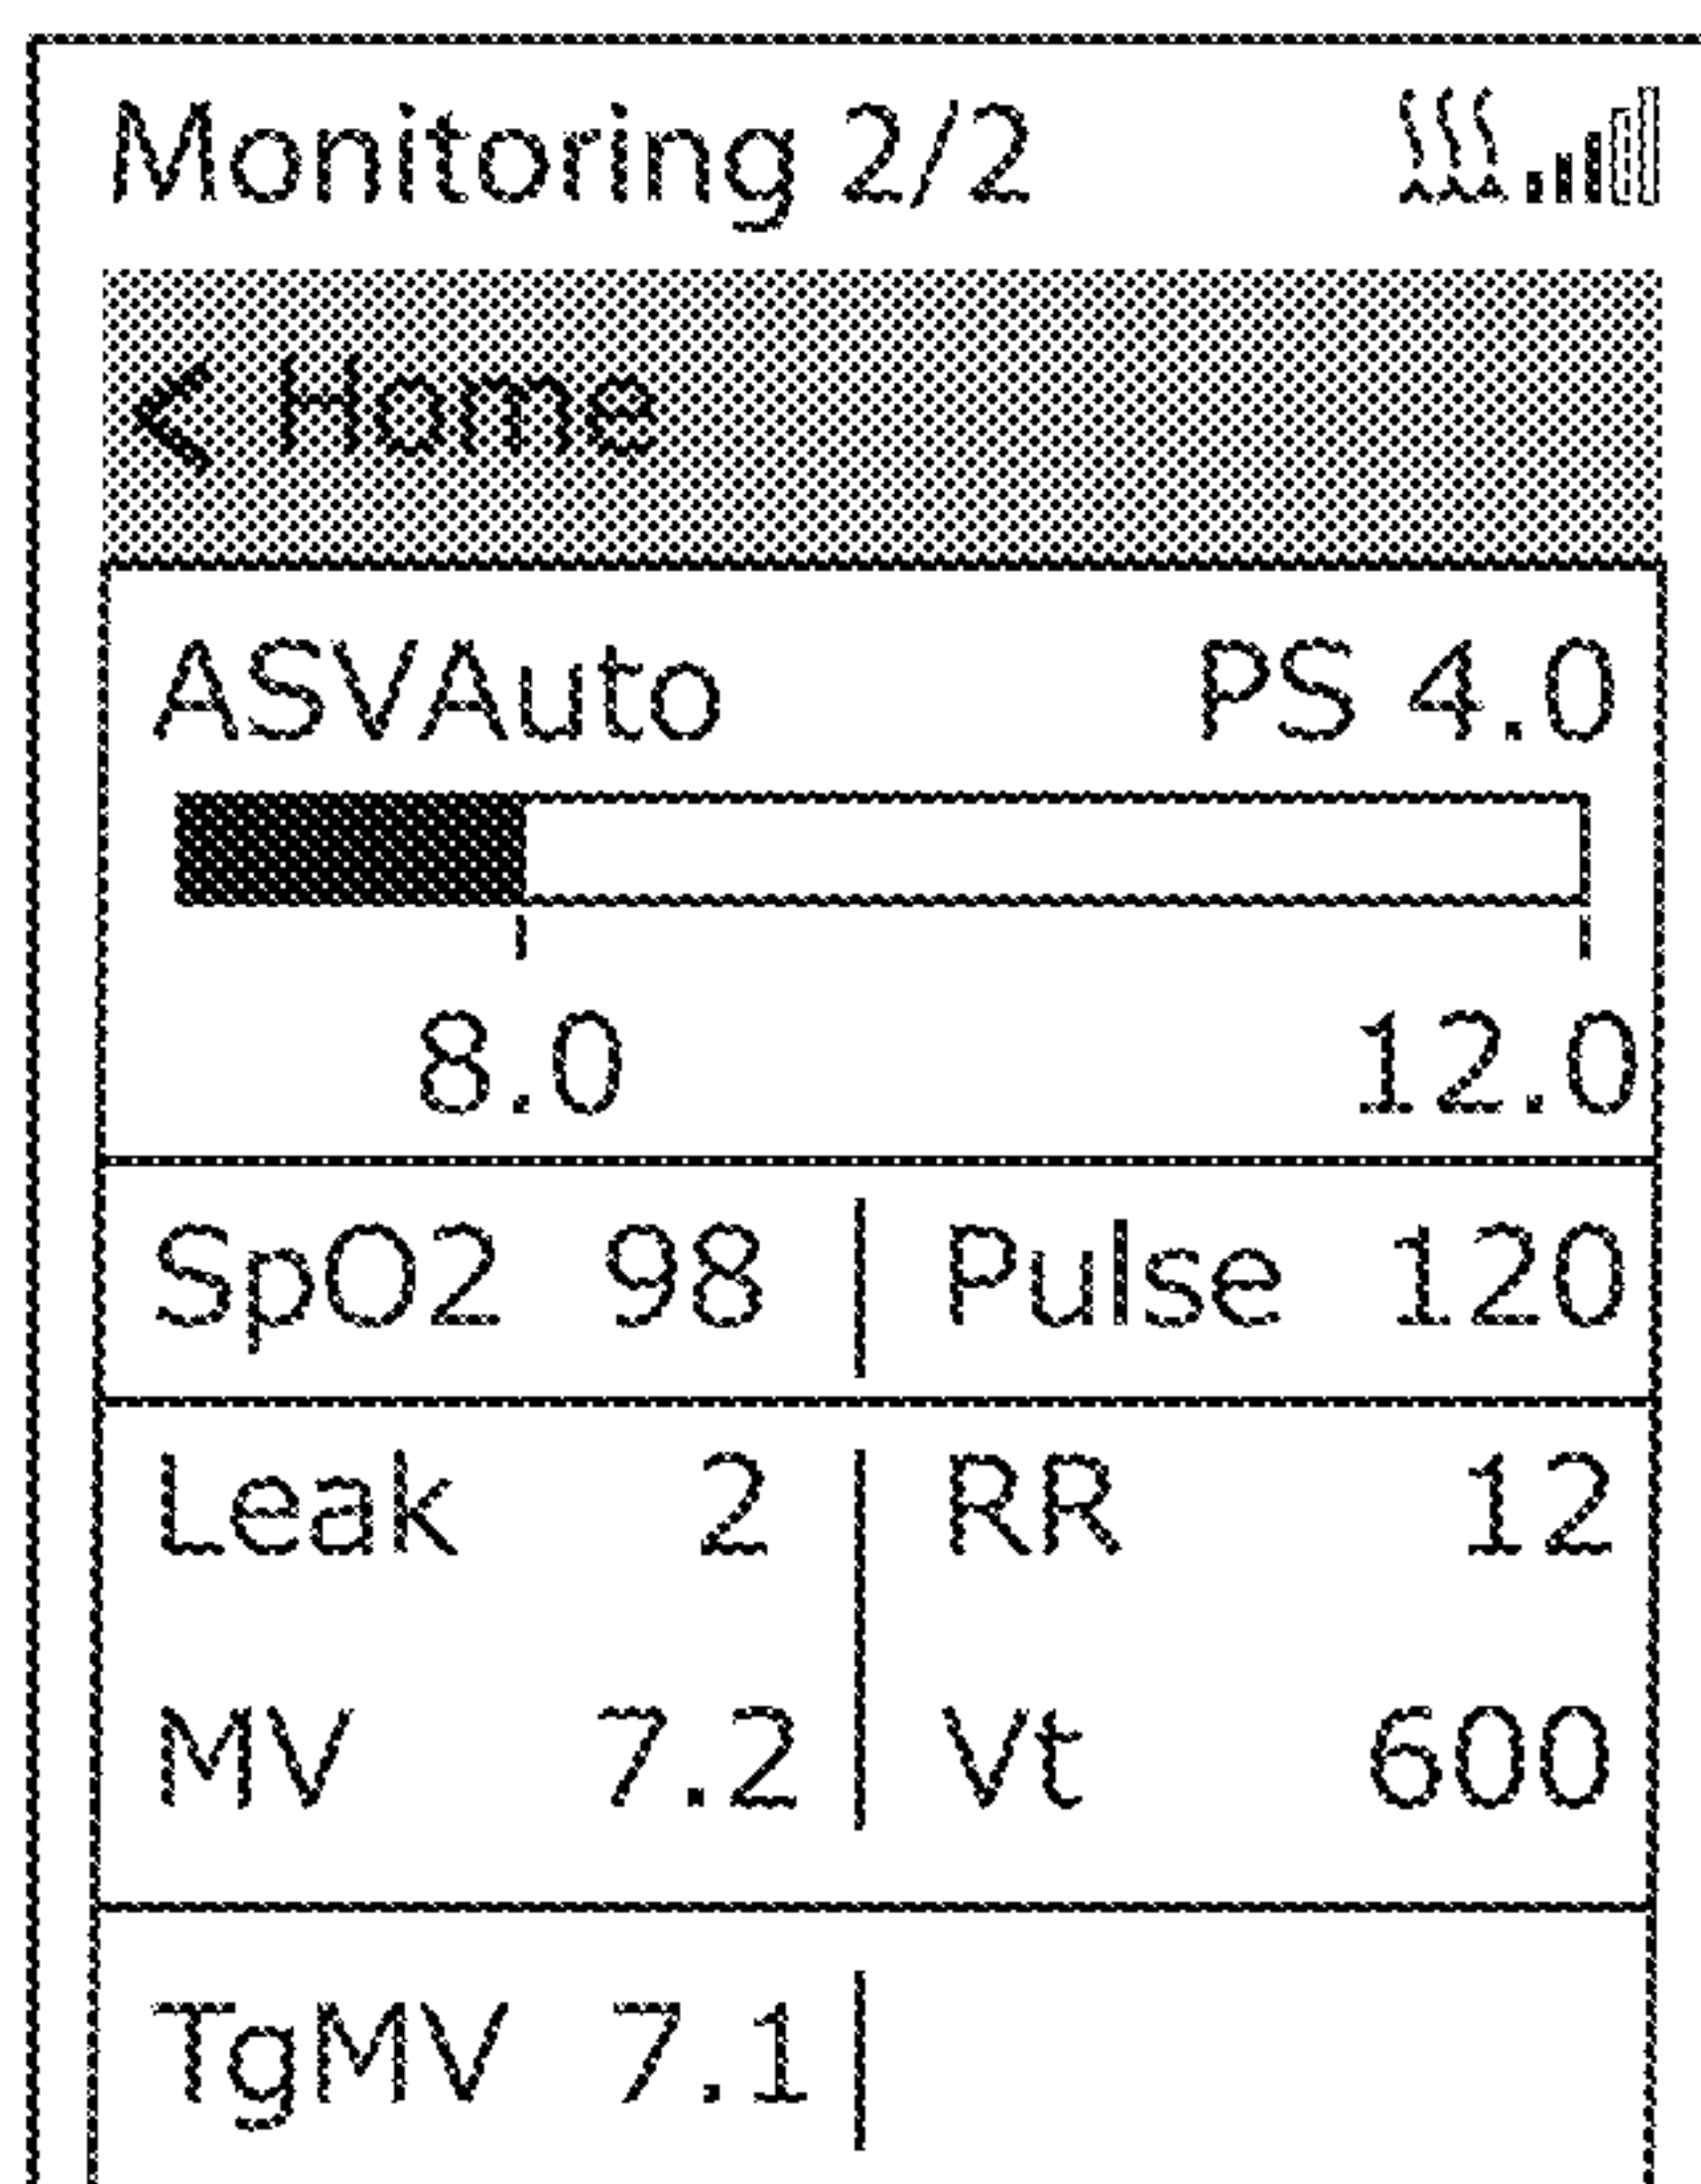 Monitoring 2/2
< Home
ASVAuto PS 4.0
8.0 12.0
SpO2 98 Pulse 120
Leak 2 RR 12
MV 7.2 Vt 600
TgMV 7.1